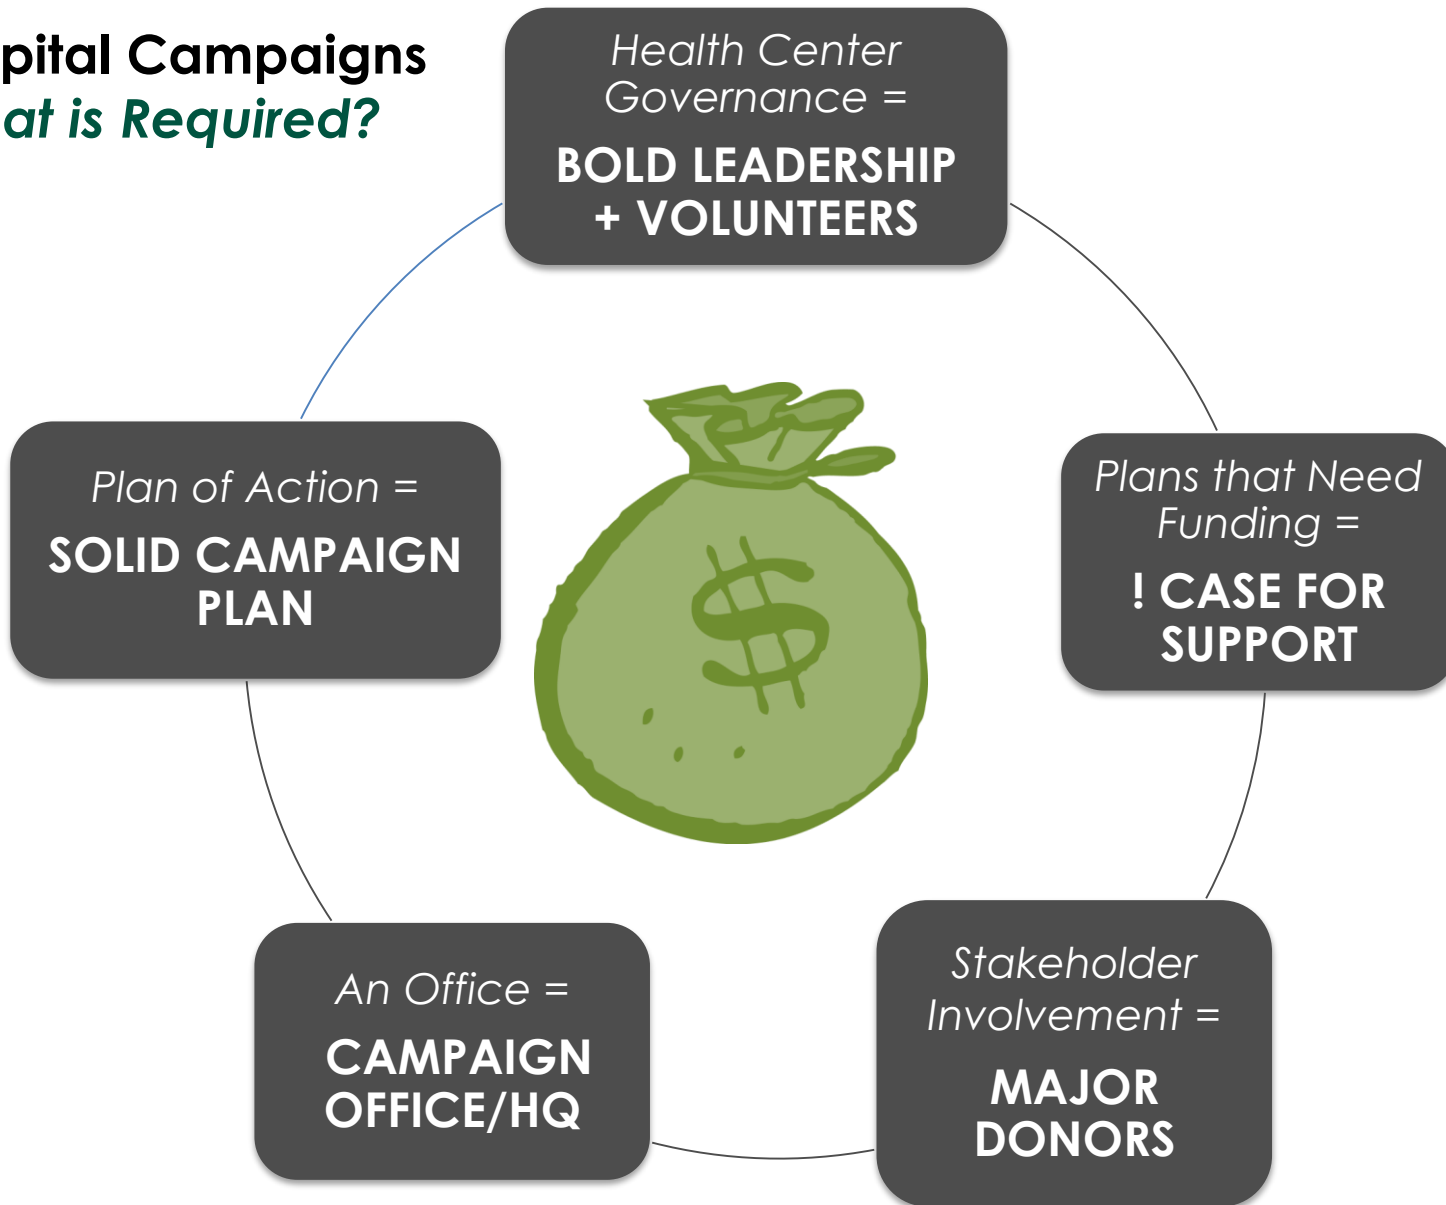 pital Campaigns
at is Required?
Health Center
Governance =
BOLD LEADERSHIP
+ VOLUNTEERS
Plans that Need
Funding =
! CASE FOR
SUPPORT
Stakeholder
Involvement =
MAJOR
DONORS
An Office =
CAMPAIGN
OFFICE/HQ
Plan of Action =
SOLID CAMPAIGN
PLAN
$